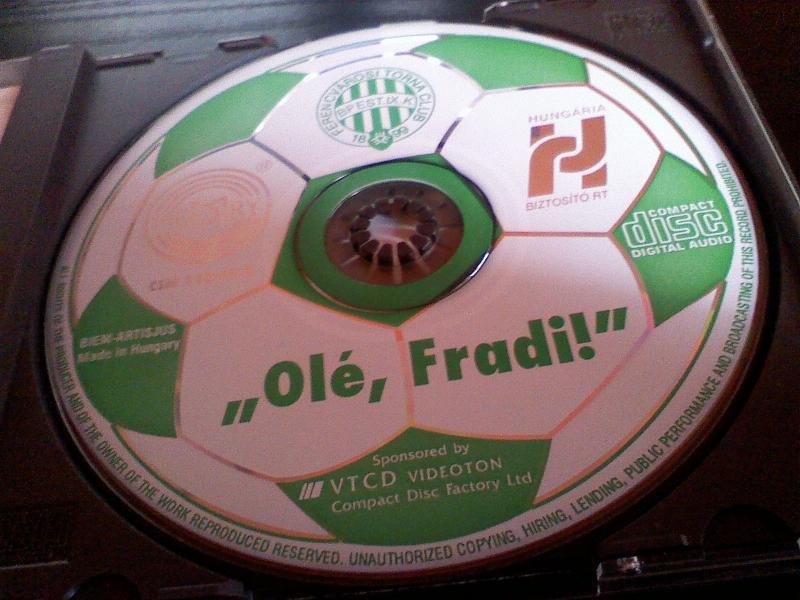 FERENCVÁROSI TORNA CLUB
BPEST.IX.K
1899
HUNGÁRIA
BIZTOSÍTÓ RT
COMPACT
disc
DIGITAL AUDIO
BIEM-ARTISJUS
Made in Hungary
„Olé, Fradi!”
Sponsored by
VTCD VIDEOTON
Compact Disc Factory Ltd
ALL RIGHTS OF THE PRODUCER AND OF THE OWNER OF THE WORK REPRODUCED RESERVED. UNAUTHORIZED COPYING, HIRING, LENDING, PUBLIC PERFORMANCE AND BROADCASTING OF THIS RECORD PROHIBITED.